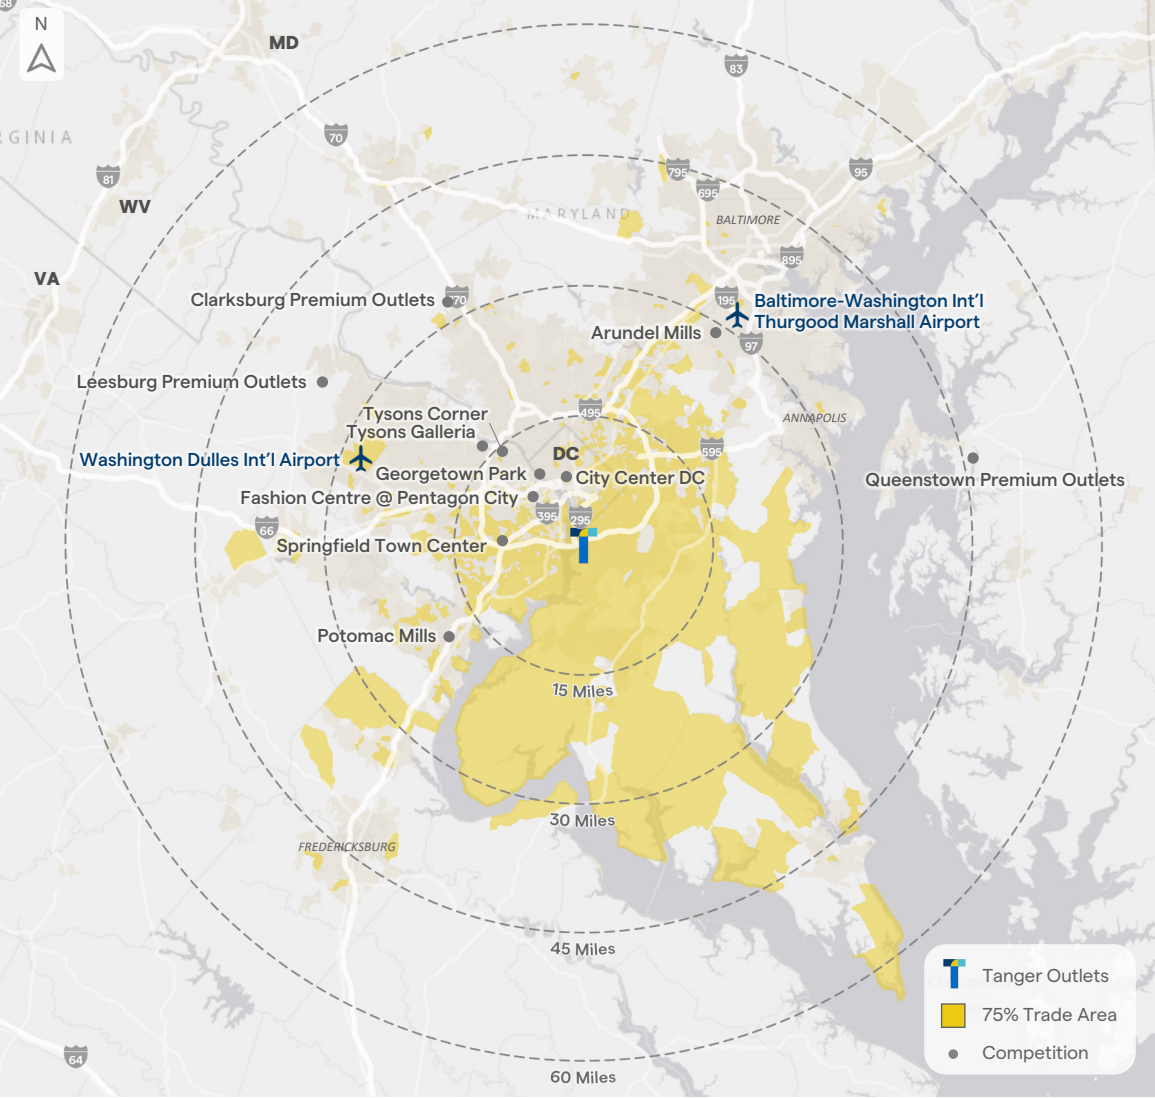 68
N
MD
83
RGINIA
70
795
95
81
695
WV
MARYLAND
BALTIMORE
895
VA
Clarksburg Premium Outlets
270
195
Baltimore-Washington Int'l
Thurgood Marshall Airport
Arundel Mills
97
Leesburg Premium Outlets
495
Tysons Corner
ANNAPOLIS
Tysons Galleria
DC
595
Washington Dulles Int'l Airport
Georgetown Park
City Center DC
Queenstown Premium Outlets
Fashion Centre @ Pentagon City
395
295
66
Springfield Town Center
Potomac Mills
15 Miles
30 Miles
FREDERICKSBURG
45 Miles
Tanger Outlets
75% Trade Area
64
Competition
60 Miles